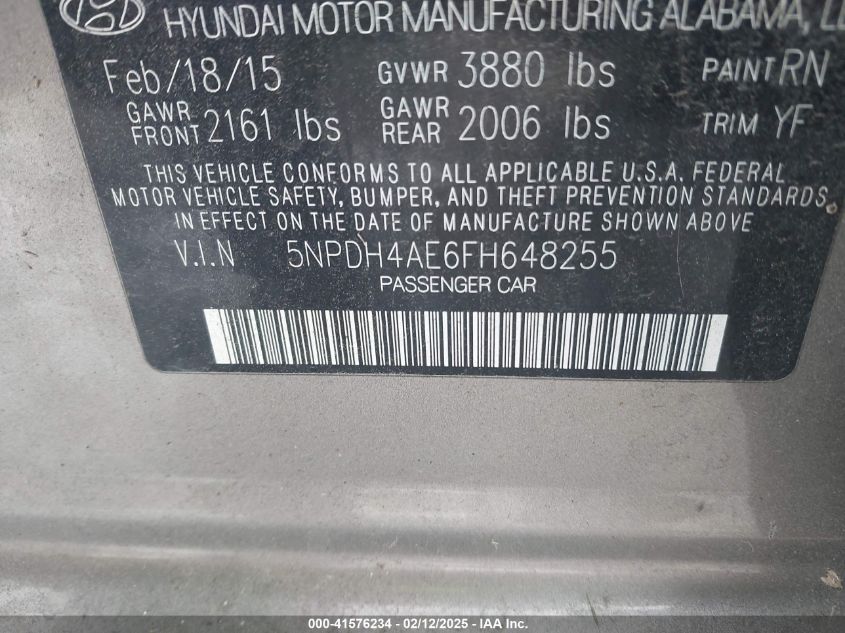 HYUNDAI MOTOR MANUFACTURING ALABAMA, LL
Feb/18/15 GVWR 3880 lbs PAINT RN
GAWR FRONT 2161 lbs GAWR REAR 2006 lbs TRIM YF
THIS VEHICLE CONFORMS TO ALL APPLICABLE U.S.A. FEDERAL
MOTOR VEHICLE SAFETY, BUMPER, AND THEFT PREVENTION STANDARDS
IN EFFECT ON THE DATE OF MANUFACTURE SHOWN ABOVE
V.I.N 5NPDH4AE6FH648255
PASSENGER CAR
000-41576234 - 02/12/2025 - IAA Inc.